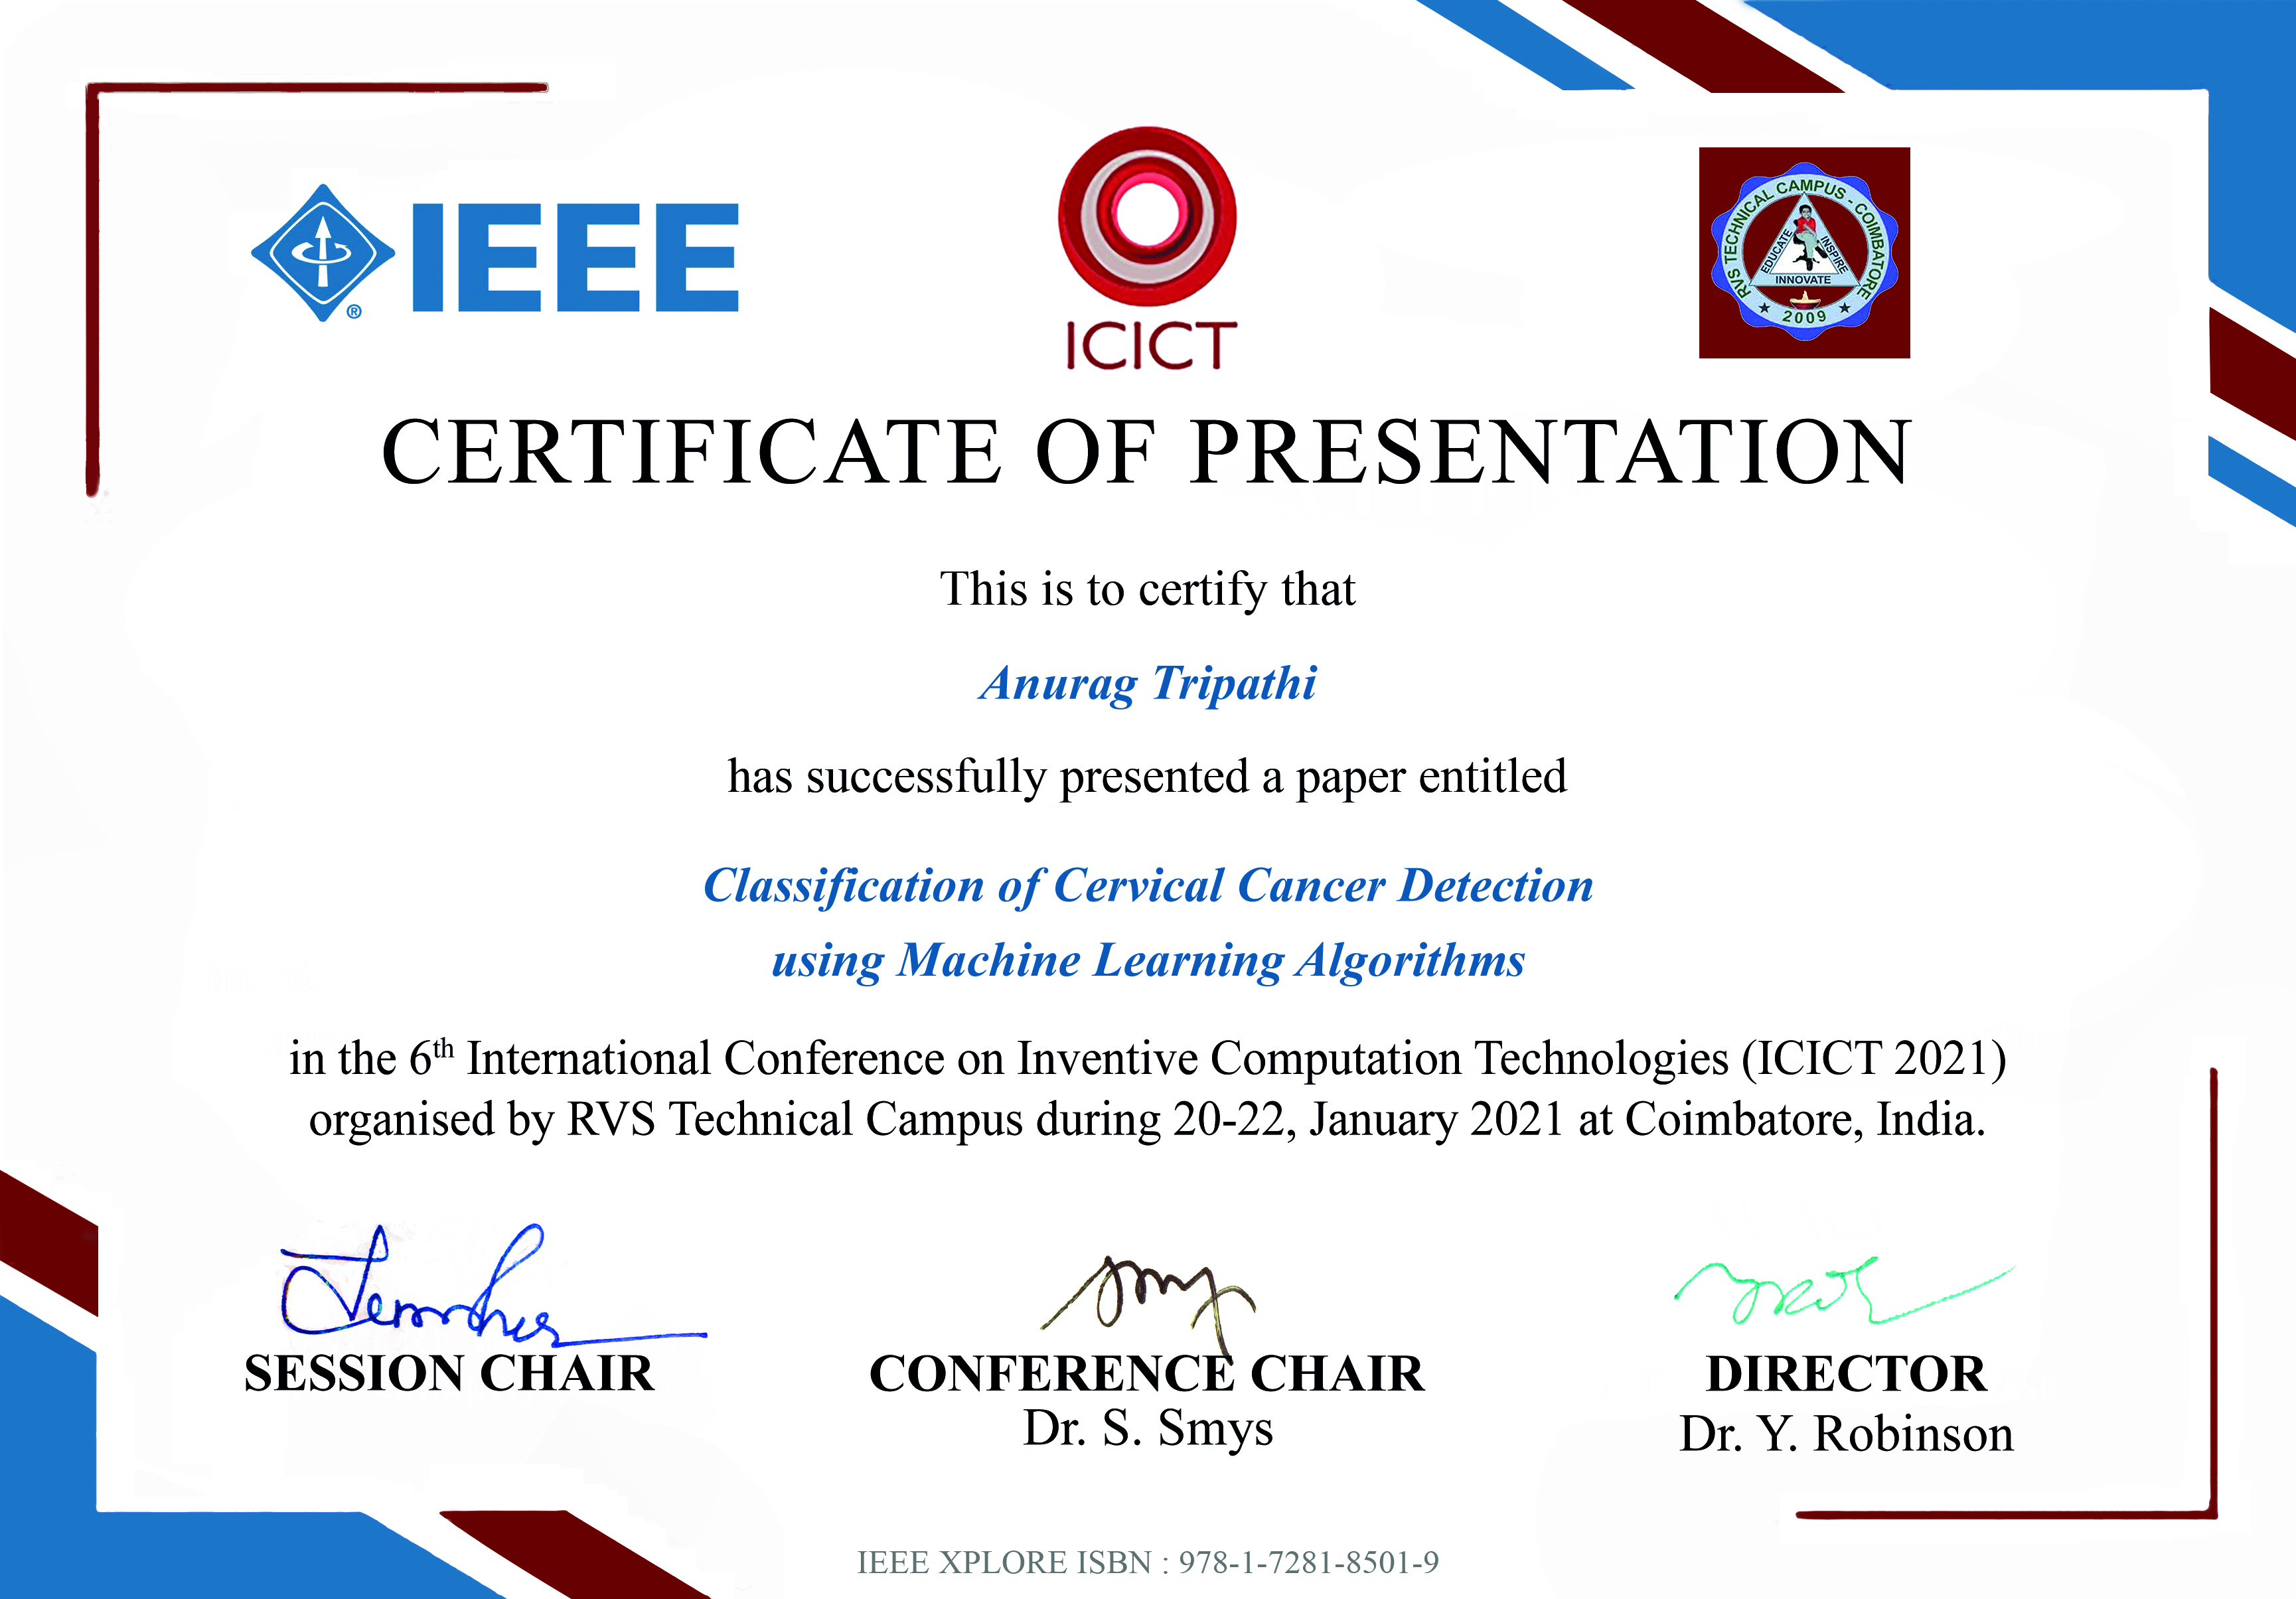 IEEE
®
ICICT
RVS TECHNICAL CAMPUS - COIMBATORE
EDUCATE
INSPIRE
INNOVATE
★ 2009 ★
CERTIFICATE OF PRESENTATION
This is to certify that
Anurag Tripathi
has successfully presented a paper entitled
Classification of Cervical Cancer Detection
using Machine Learning Algorithms
in the 6th International Conference on Inventive Computation Technologies (ICICT 2021)
organised by RVS Technical Campus during 20-22, January 2021 at Coimbatore, India.
SESSION CHAIR
CONFERENCE CHAIR
Dr. S. Smys
DIRECTOR
Dr. Y. Robinson
IEEE XPLORE ISBN : 978-1-7281-8501-9